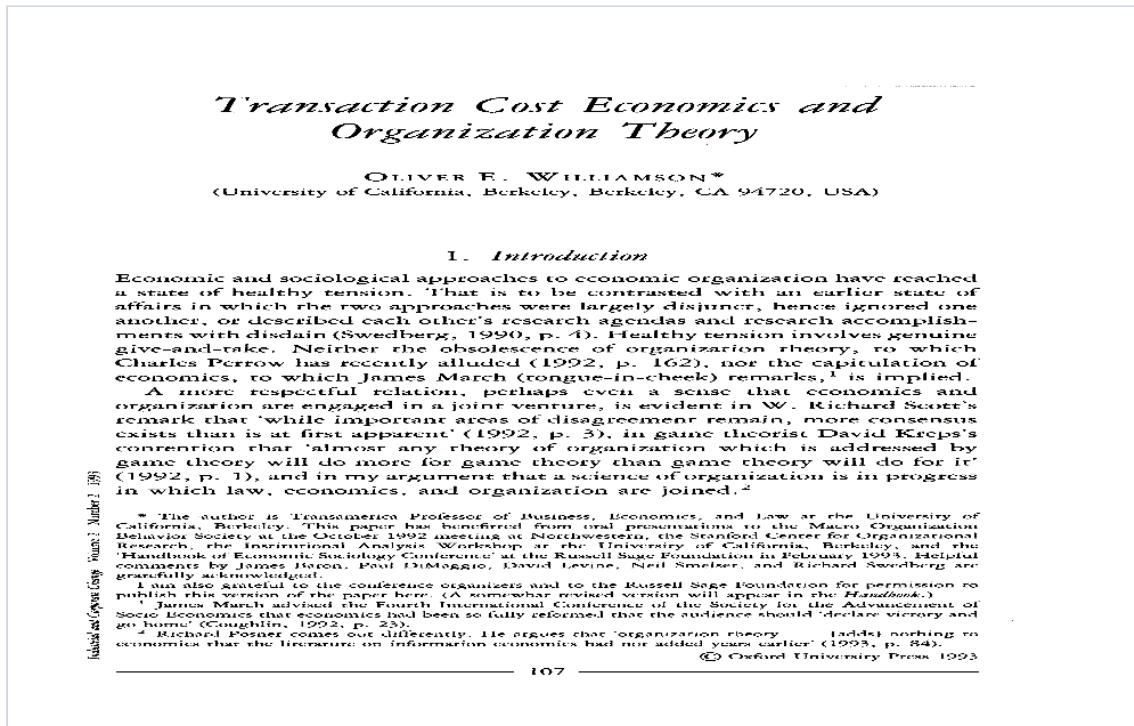 Transaction Cost Economics and
Organization Theory
OLIVER E. WILLIAMSON*
(University of California, Berkeley, Berkeley, CA 94720, USA)
1. Introduction
Economic and sociological approaches to economic organization have reached
a state of healthy tension. That is to be contrasted with an earlier state of
affairs in which the two approaches were largely disjunct, hence ignored one
another, or described each other's research agendas and research accomplish-
ments with disdain (Swedberg, 1990, p. 4). Healthy tension involves genuine
give-and-take. Neither the obsolescence of organization theory, to which
Charles Perrow has recently alluded (1992, p. 162), nor the capitulation of
economics, to which James March (tongue-in-cheek) remarks,¹ is implied.
A more respectful relation, perhaps even a sense that economics and
organization are engaged in a joint venture, is evident in W. Richard Scott's
remark that 'while important areas of disagreement remain, more consensus
exists than is at first apparent' (1992, p. 3), in game theorist David Kreps's
contention that 'almost any theory of organization which is addressed by
game theory will do more for game theory than game theory will do for it'
(1992, p. 1), and in my argument that a science of organization is in progress
in which law, economics, and organization are joined.²
* The author is Transamerica Professor of Business, Economics, and Law at the University of
California, Berkeley. This paper has benefitted from oral presentations to the Macro Organization
Behavior Society at the October 1992 meeting at Northwestern, the Stanford Center for Organizational
Research, the Institutional Analysis Workshop at the University of California, Berkeley, and the
'Handbook of Economic Sociology Conference' at the Russell Sage Foundation in February 1993. Helpful
comments by James Baron, Paul DiMaggio, David Levine, Neil Smelser, and Richard Swedberg are
gratefully acknowledged.
I am also grateful to the conference organizers and to the Russell Sage Foundation for permission to
publish this version of the paper here. (A somewhat revised version will appear in the Handbook.)
¹ James March advised the Fourth International Conference of the Society for the Advancement of
Socio Economics that economics had been so fully reformed that the audience should 'declare victory and
go home' (Coughlin, 1992, p. 23).
² Richard Posner comes out differently. He argues that 'organization theory [adds] nothing to
economics that the literature on information economics had not added years earlier' (1993, p. 84).
© Oxford University Press 1993
107
Industrial and Corporate Change Volume 2 Number 2 1993